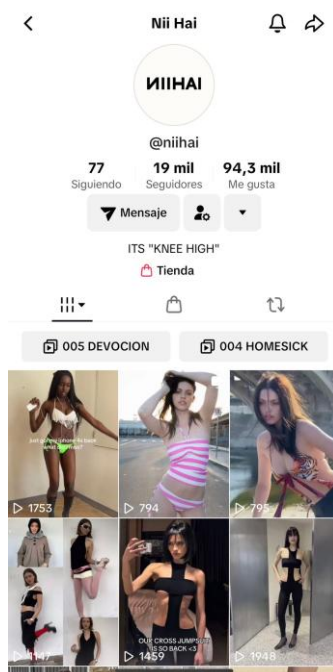 Nii Hai
NIIHAI
@niihai
77 19 mil 94,3 mil
Siguiendo Seguidores Me gusta
Mensaje
ITS "KNEE HIGH"
Tienda
005 DEVOCION 004 HOMESICK
1753 794 795
OUR CROSS JUMPSUIT
IS SO BACK <3
1147 1459 1948